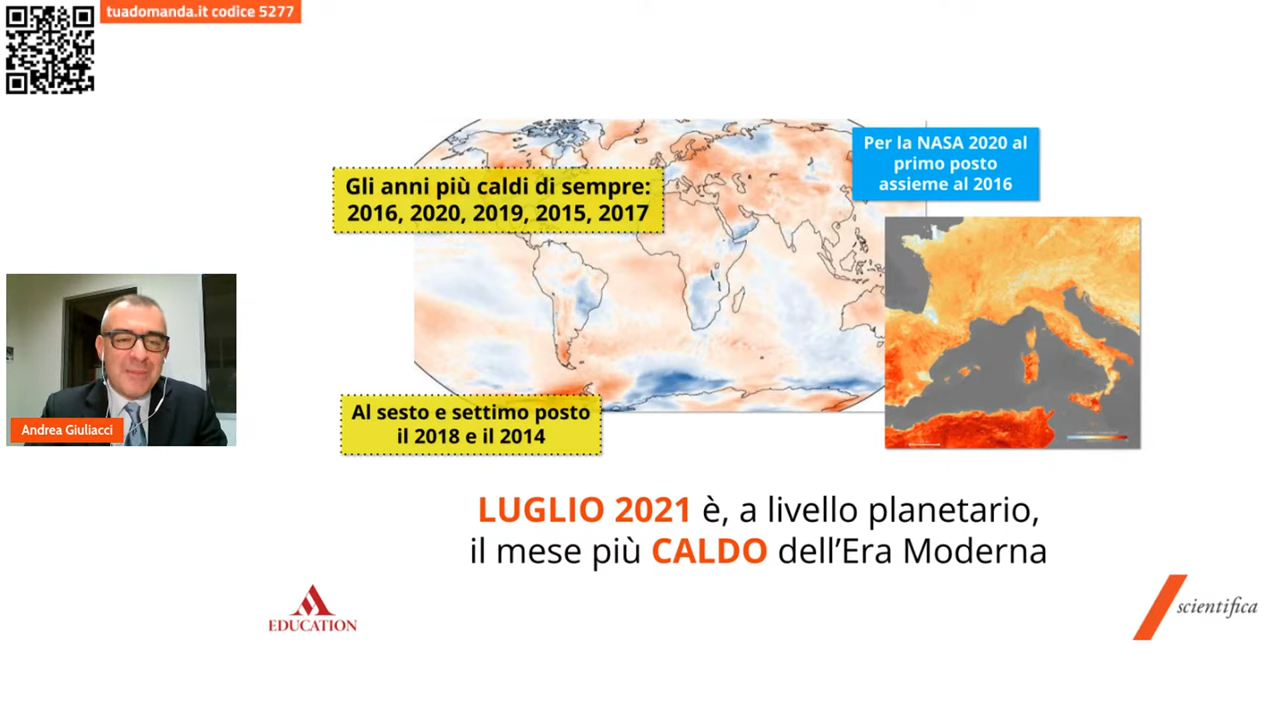 tuadomanda.it codice 5277
Per la NASA 2020 al
primo posto
assieme al 2016
Gli anni più caldi di sempre:
2016, 2020, 2019, 2015, 2017
Al sesto e settimo posto
il 2018 e il 2014
Andrea Giuliacci
LUGLIO 2021 è, a livello planetario,
il mese più CALDO dell'Era Moderna
EDUCATION
scientifica